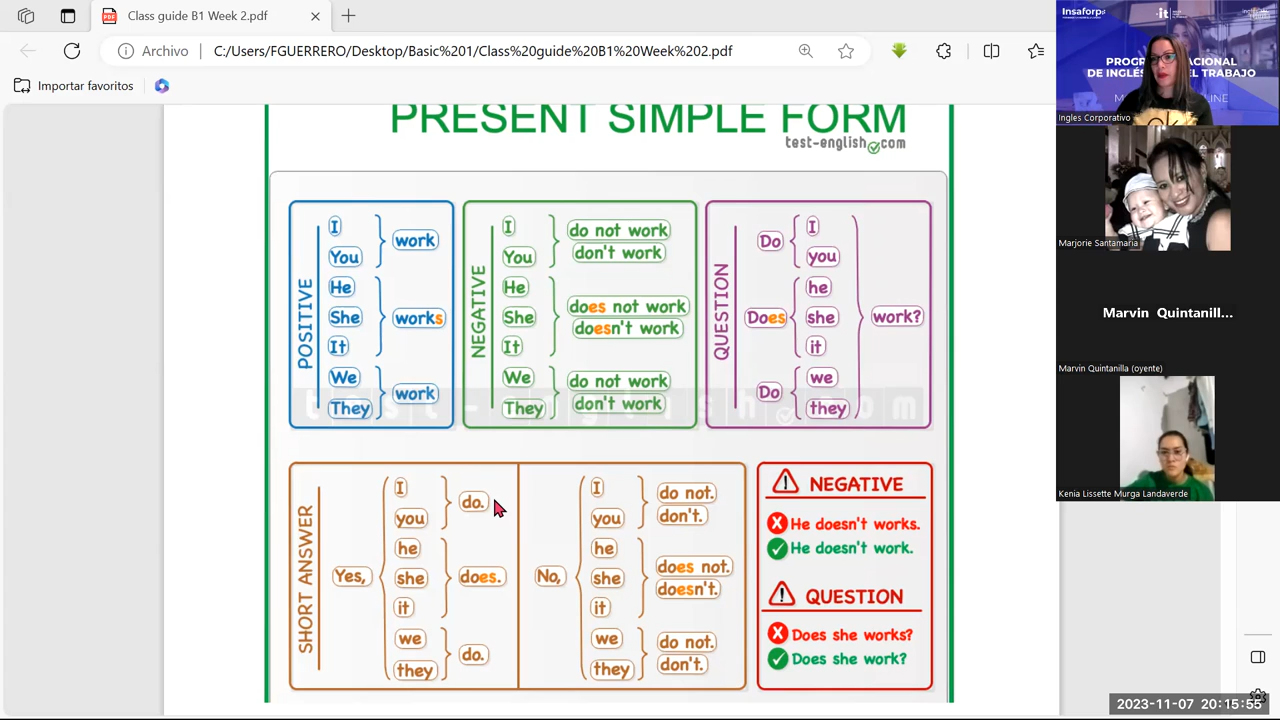 Class guide B1 Week 2.pdf
Archivo
C:/Users/FGUERRERO/Desktop/Basic%201/Class%20guide%20B1%20Week%202.pdf
Importar favoritos
PRESENT SIMPLE FORM
test-english.com
POSITIVE
I
You
work
He
She
It
works
We
They
work
NEGATIVE
I
You
do not work
don't work
He
She
It
does not work
doesn't work
We
They
do not work
don't work
QUESTION
Do
I
you
Does
he
she
it
work?
Do
we
they
SHORT ANSWER
Yes,
I
you
do.
he
she
it
does.
we
they
do.
No,
I
you
do not.
don't.
he
she
it
does not.
doesn't.
we
they
do not.
don't.
NEGATIVE
He doesn't works.
He doesn't work.
QUESTION
Does she works?
Does she work?
Insaforp
Ingles Corporativo
Marjorie Santamaria
Marvin Quintanill...
Marvin Quintanilla (oyente)
Kenia Lissette Murga Landaverde
2023-11-07 20:15:55